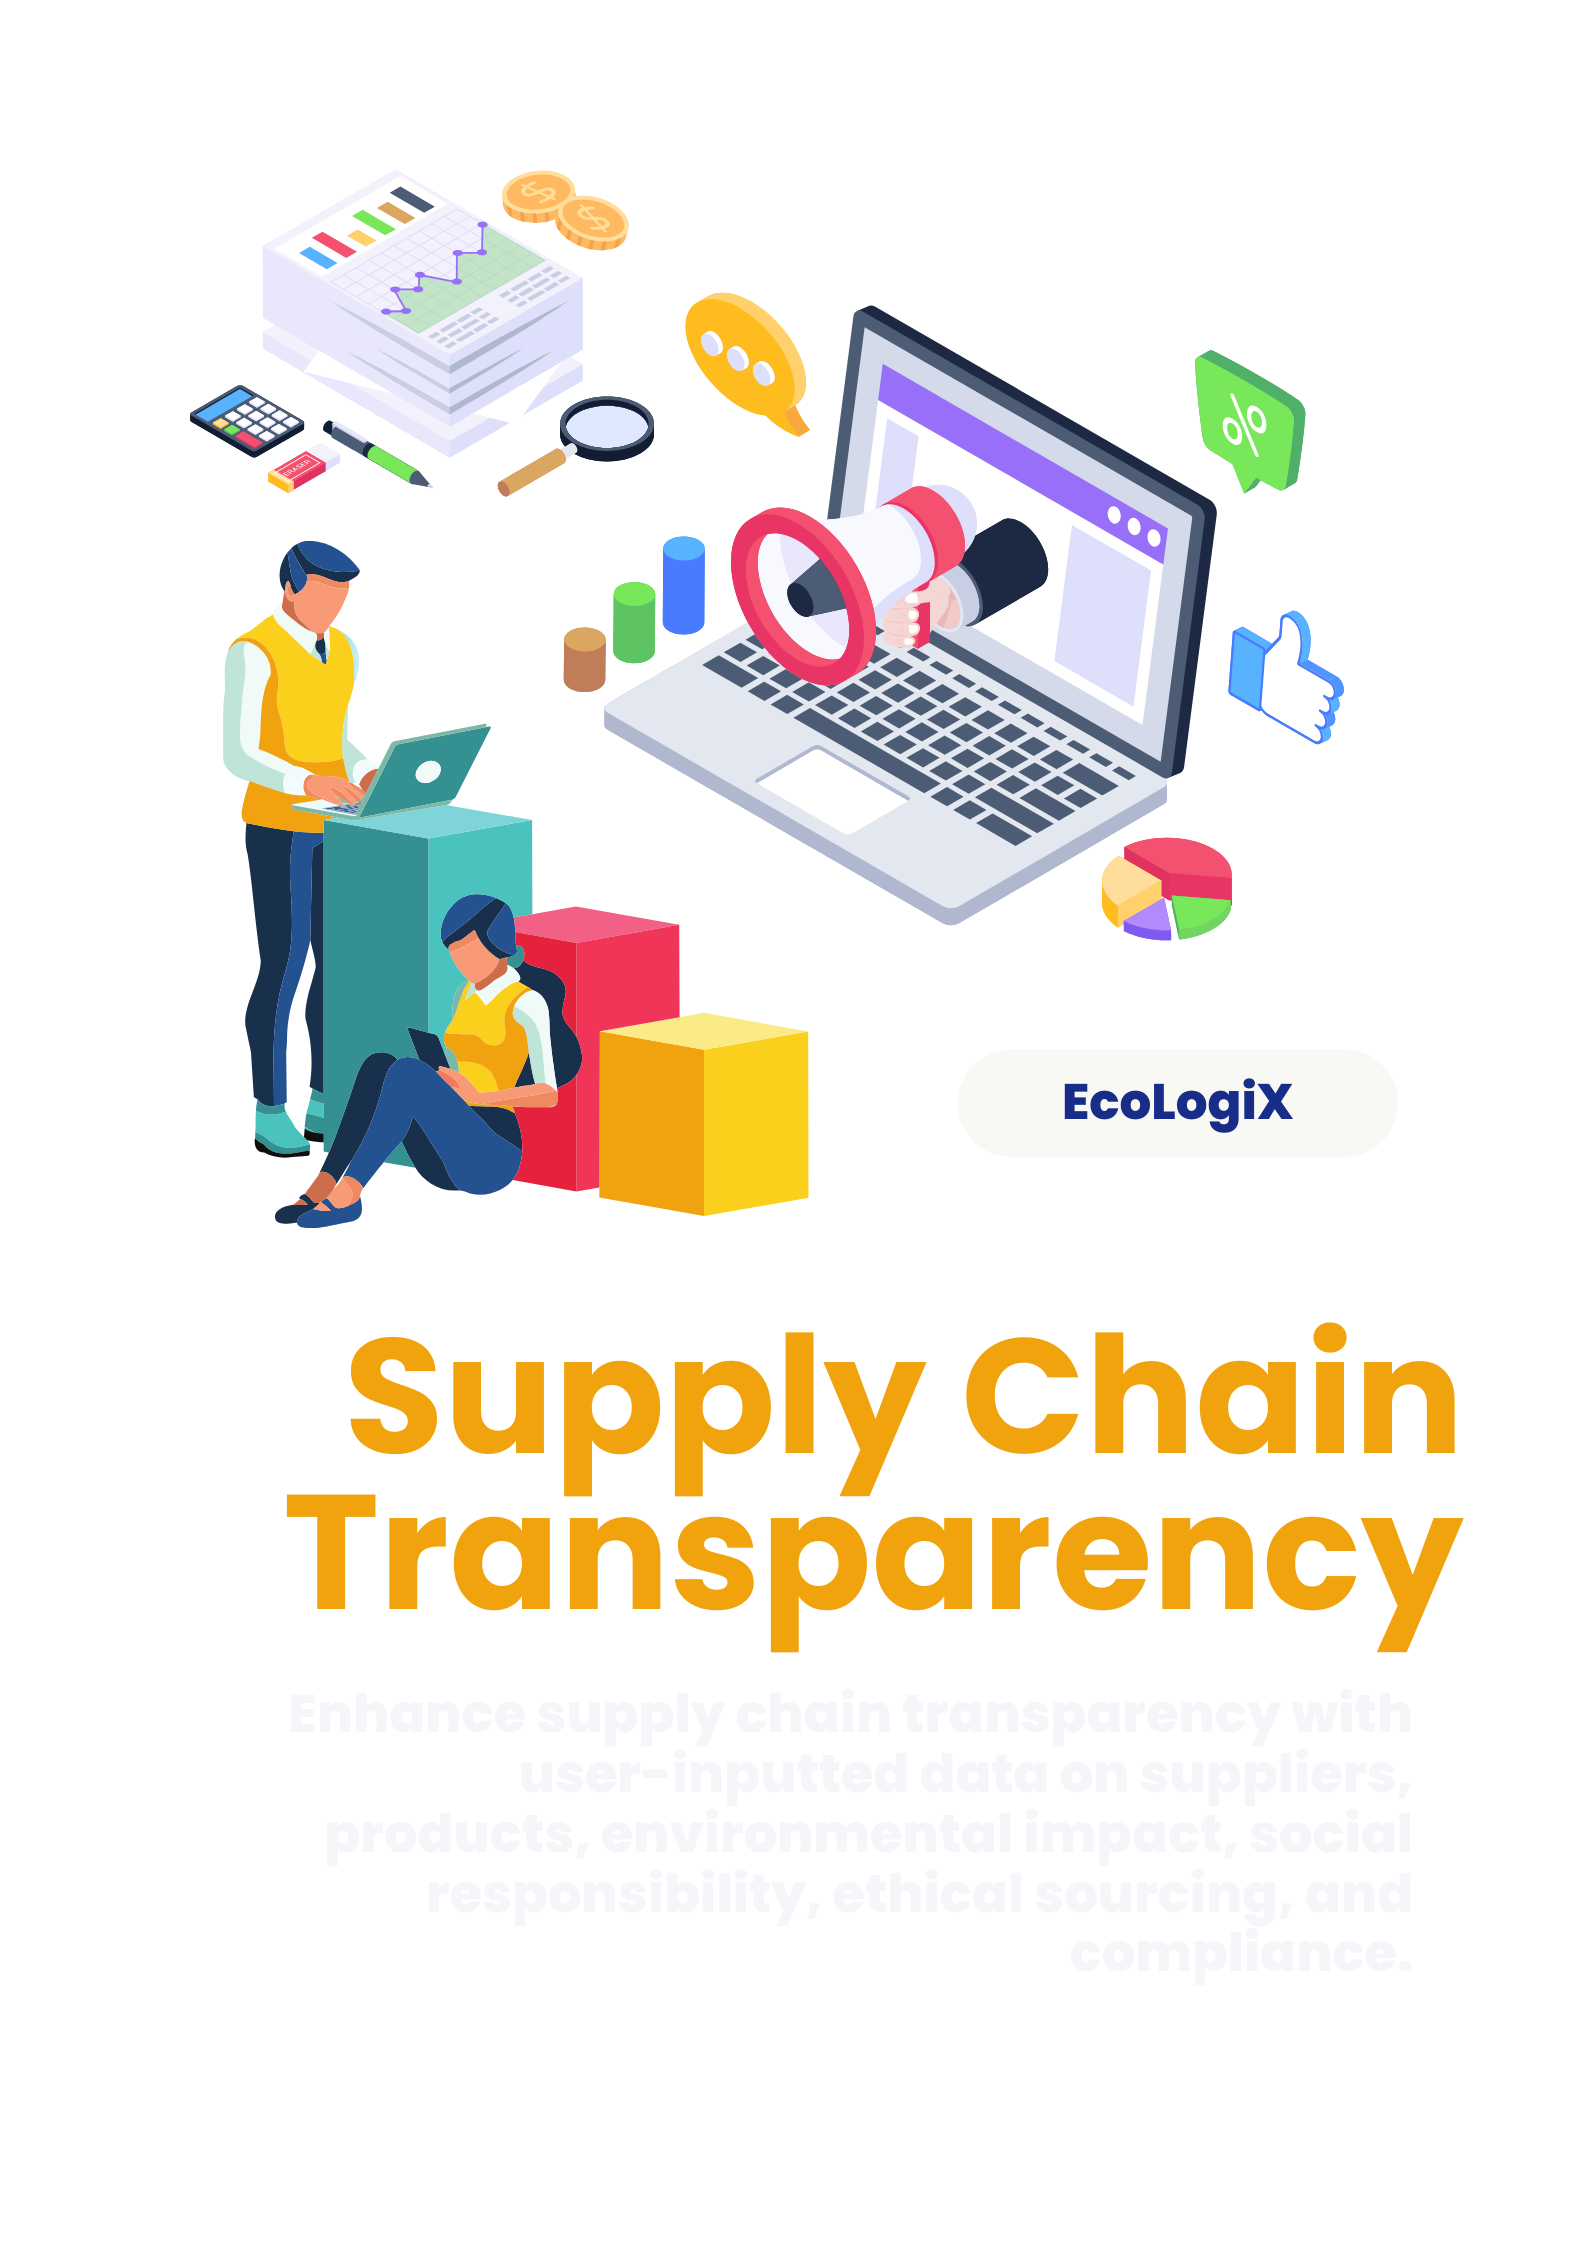 ERASER
%
EcoLogiX
Supply Chain
Transparency
Enhance supply chain transparency with
user-inputted data on suppliers,
products, environmental impact, social
responsibility, ethical sourcing, and
compliance.